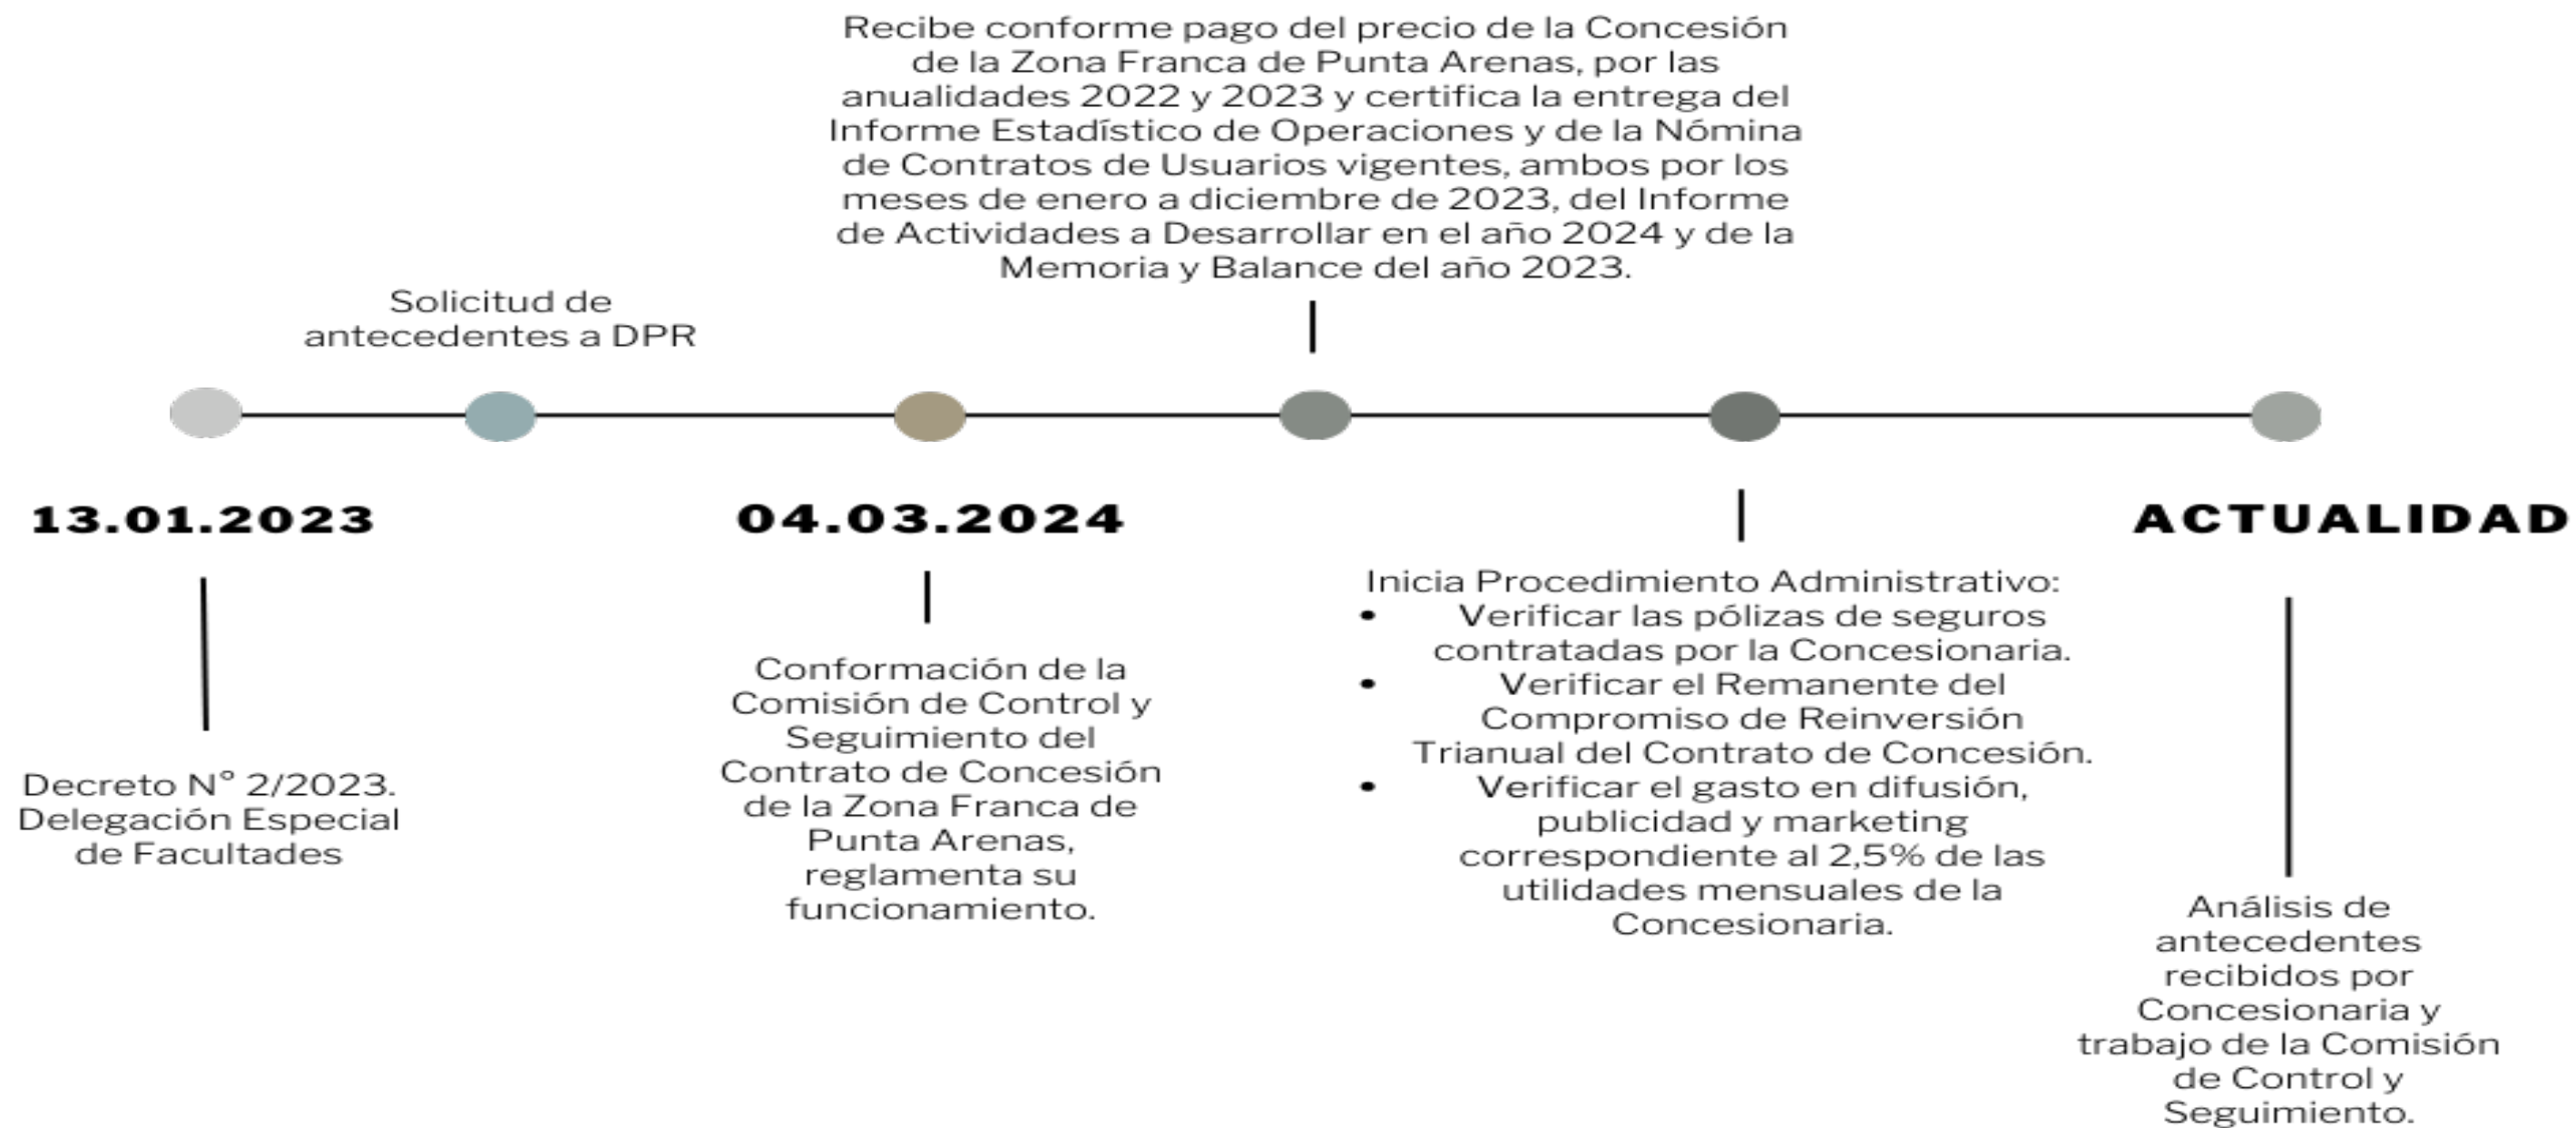 Recibe conforme pago del precio de la Concesión
de la Zona Franca de Punta Arenas, por las
anualidades 2022 y 2023 y certifica la entrega del
Informe Estadístico de Operaciones y de la Nómina
de Contratos de Usuarios vigentes, ambos por los
meses de enero a diciembre de 2023, del Informe
de Actividades a Desarrollar en el año 2024 y de la
Memoria y Balance del año 2023.
Solicitud de
antecedentes a DPR
13.01.2023
Decreto N° 2/2023.
Delegación Especial
de Facultades
04.03.2024
Conformación de la
Comisión de Control y
Seguimiento del
Contrato de Concesión
de la Zona Franca de
Punta Arenas,
reglamenta su
funcionamiento.
Inicia Procedimiento Administrativo:
• Verificar las pólizas de seguros
contratadas por la Concesionaria.
• Verificar el Remanente del
Compromiso de Reinversión
Trianual del Contrato de Concesión.
• Verificar el gasto en difusión,
publicidad y marketing
correspondiente al 2,5% de las
utilidades mensuales de la
Concesionaria.
ACTUALIDAD
Análisis de
antecedentes
recibidos por
Concesionaria y
trabajo de la Comisión
de Control y
Seguimiento.